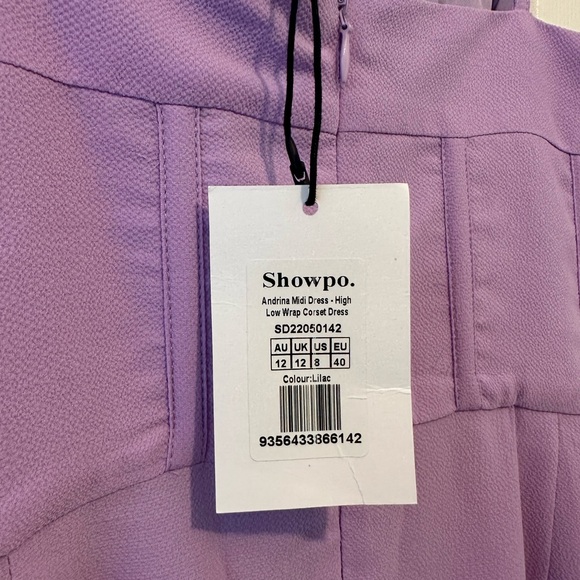 Showpo.
Andrina Midi Dress - High
Low Wrap Corset Dress
SD22050142
AU UK US EU
12 12 8 40
Colour:Lilac
9356433866142